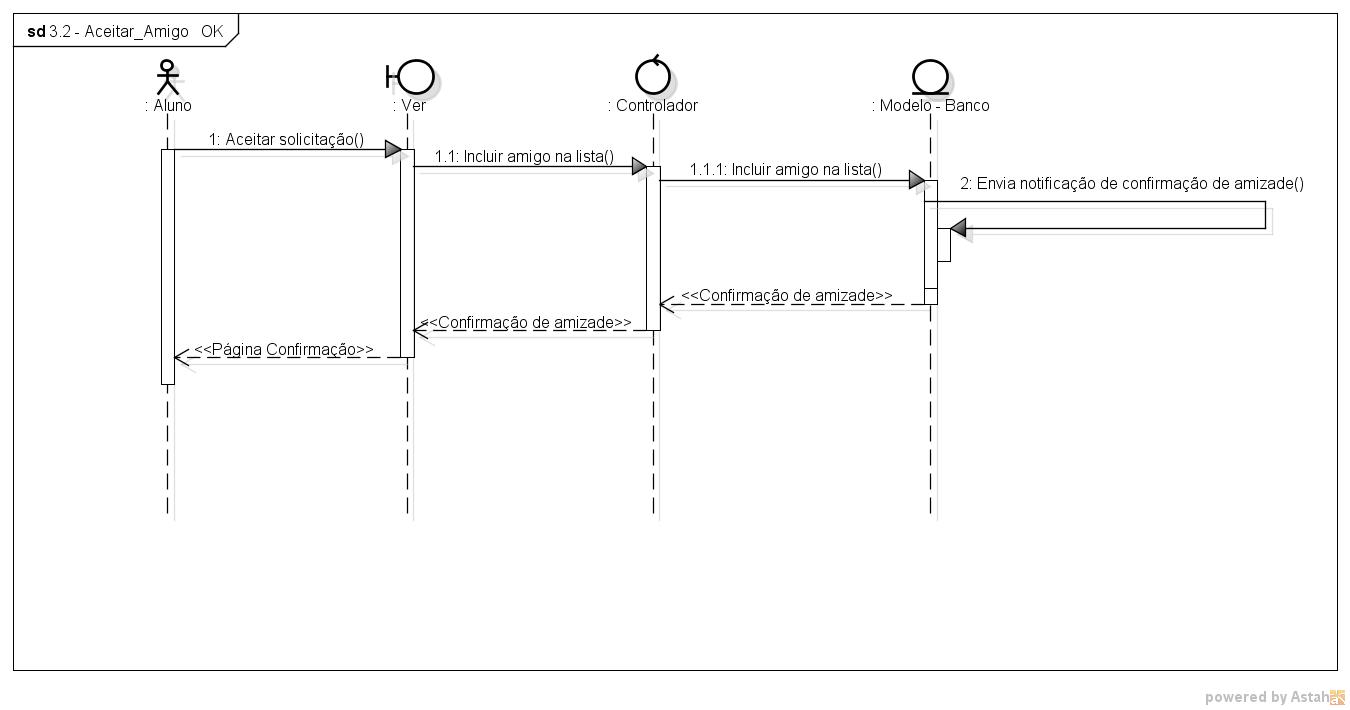 sd 3.2 - Aceitar_Amigo OK
: Aluno
: Ver
: Controlador
: Modelo - Banco
1: Aceitar solicitação()
1.1: Incluir amigo na lista()
1.1.1: Incluir amigo na lista()
2: Envia notificação de confirmação de amizade()
<<Confirmação de amizade>>
<<Confirmação de amizade>>
<<Página Confirmação>>
powered by Astah